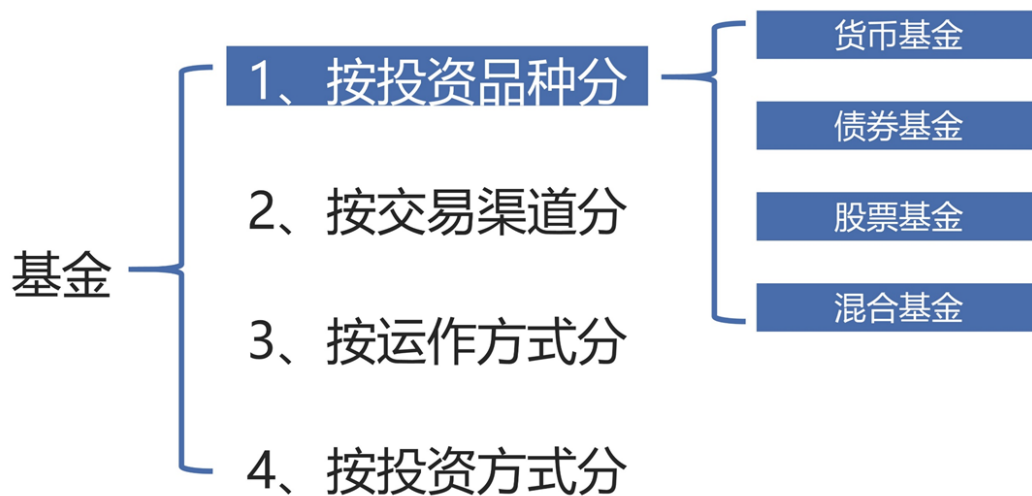 基金
1、按投资品种分
货币基金
债券基金
股票基金
混合基金
2、按交易渠道分
3、按运作方式分
4、按投资方式分